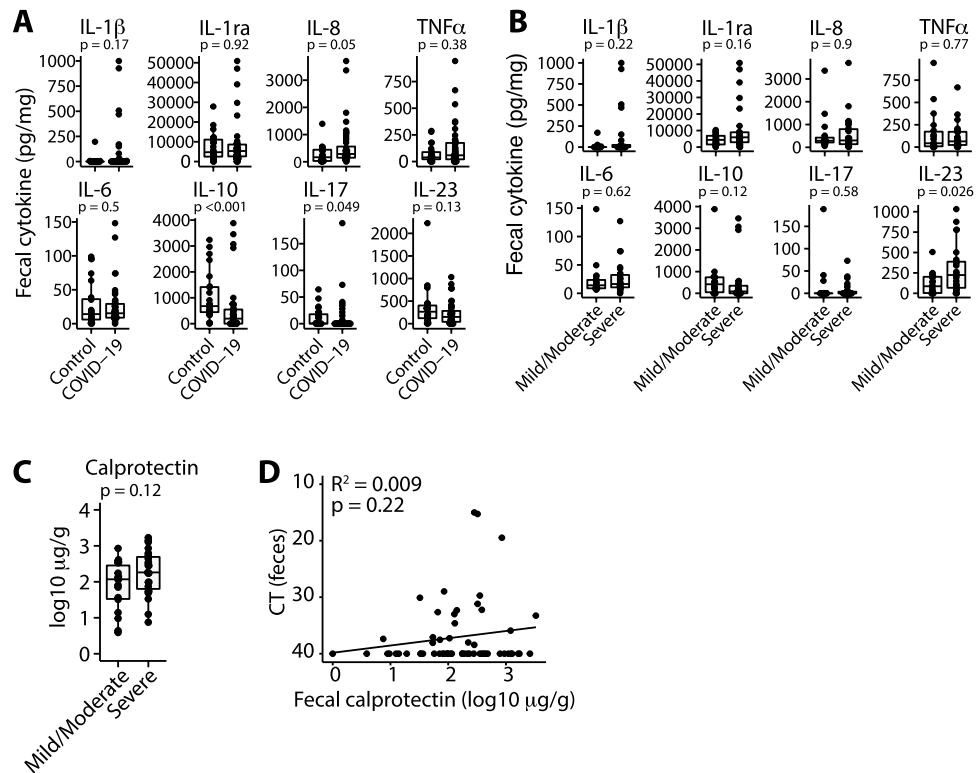 A
B
IL-1β IL-1ra IL-8 TNFα
p = 0.17 p = 0.92 p = 0.05 p = 0.38
1000 50000 3000 750
750 40000 2000 500
500 30000 1000 250
250 20000 0 0
0 10000
0
IL-6 IL-10 IL-17 IL-23
p = 0.5 p <0.001 p = 0.049 p = 0.13
150 4000 150 2000
100 3000 100 1500
50 2000 50 1000
0 1000 0 500
0 0
Fecal cytokine (pg/mg)
Control COVID–19 Control COVID–19 Control COVID–19 Control COVID–19
IL-1β IL-1ra IL-8 TNFα
p = 0.22 p = 0.16 p = 0.9 p = 0.77
1000 50000 3000 750
750 40000 2000 500
500 30000 1000 250
250 20000 0 0
0 10000
0
IL-6 IL-10 IL-17 IL-23
p = 0.62 p = 0.12 p = 0.58 p = 0.026
150 4000 150 1000
100 3000 100 750
50 2000 50 500
0 1000 0 250
0 0
Fecal cytokine (pg/mg)
Mild/Moderate Severe Mild/Moderate Severe Mild/Moderate Severe Mild/Moderate Severe
C
Calprotectin
p = 0.12
4
3
2
1
0
log10 μg/g
Mild/Moderate Severe
D
R² = 0.009
p = 0.22
10
20
30
40
CT (feces)
0 1 2 3
Fecal calprotectin (log10 μg/g)